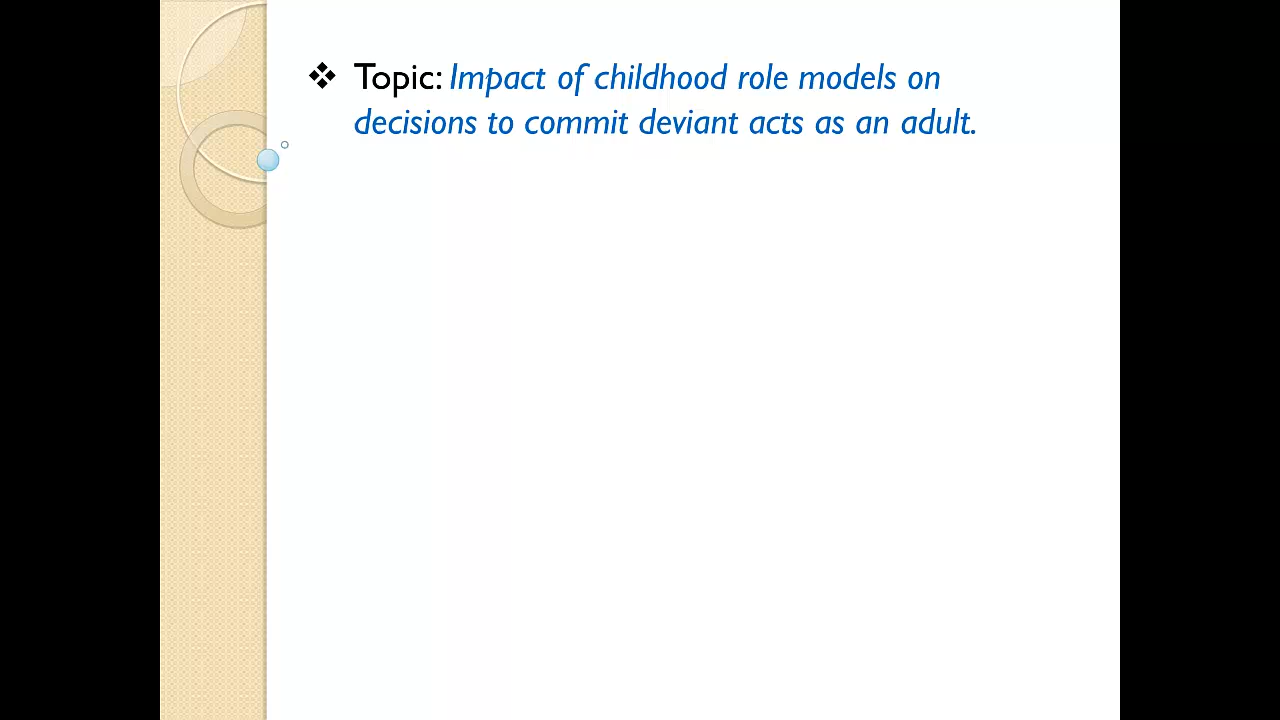 ❖ Topic: Impact of childhood role models on
decisions to commit deviant acts as an adult.